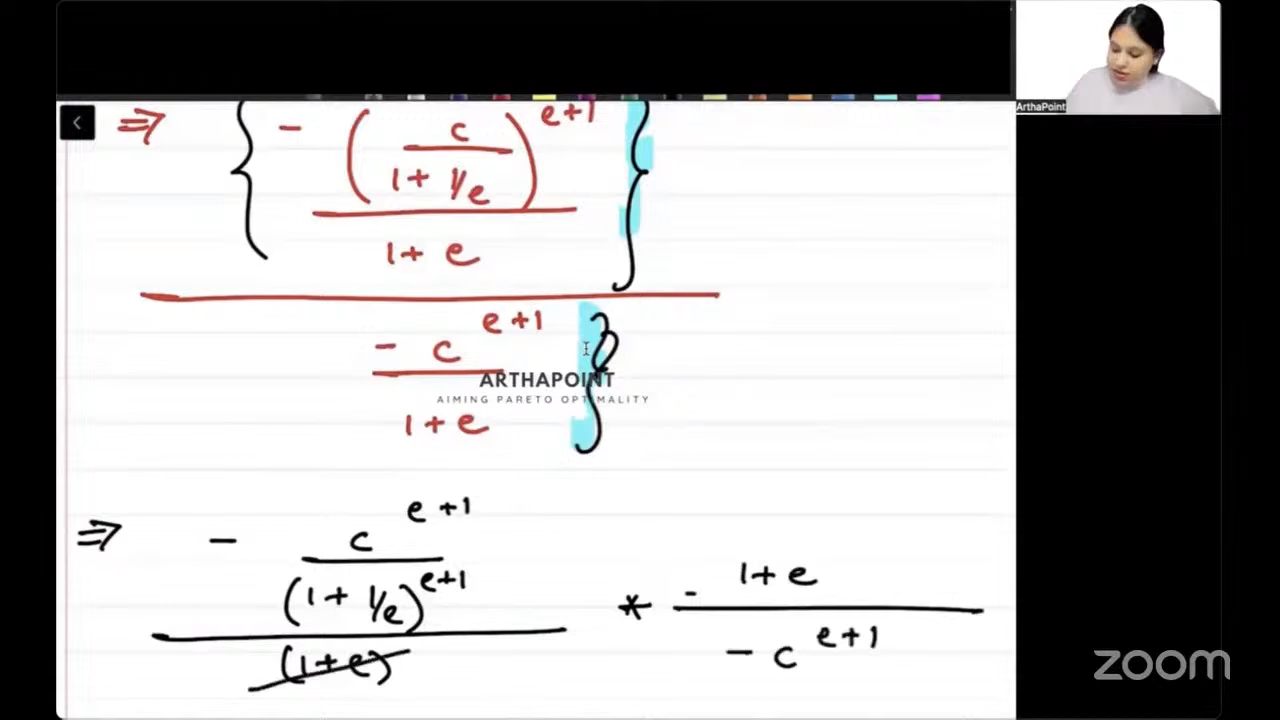 ArthaPoint
⇒ { - ( c / (1 + 1/e) )^(e+1) / (1 + e) }
- c^(e+1) / (1 + e) }
ARTHAPOINT
AIMING PARETO OPTIMALITY
⇒ - c^(e+1) / (1 + 1/e)^(e+1) / (1 + e) * - (1 + e) / - c^(e+1)
zoom